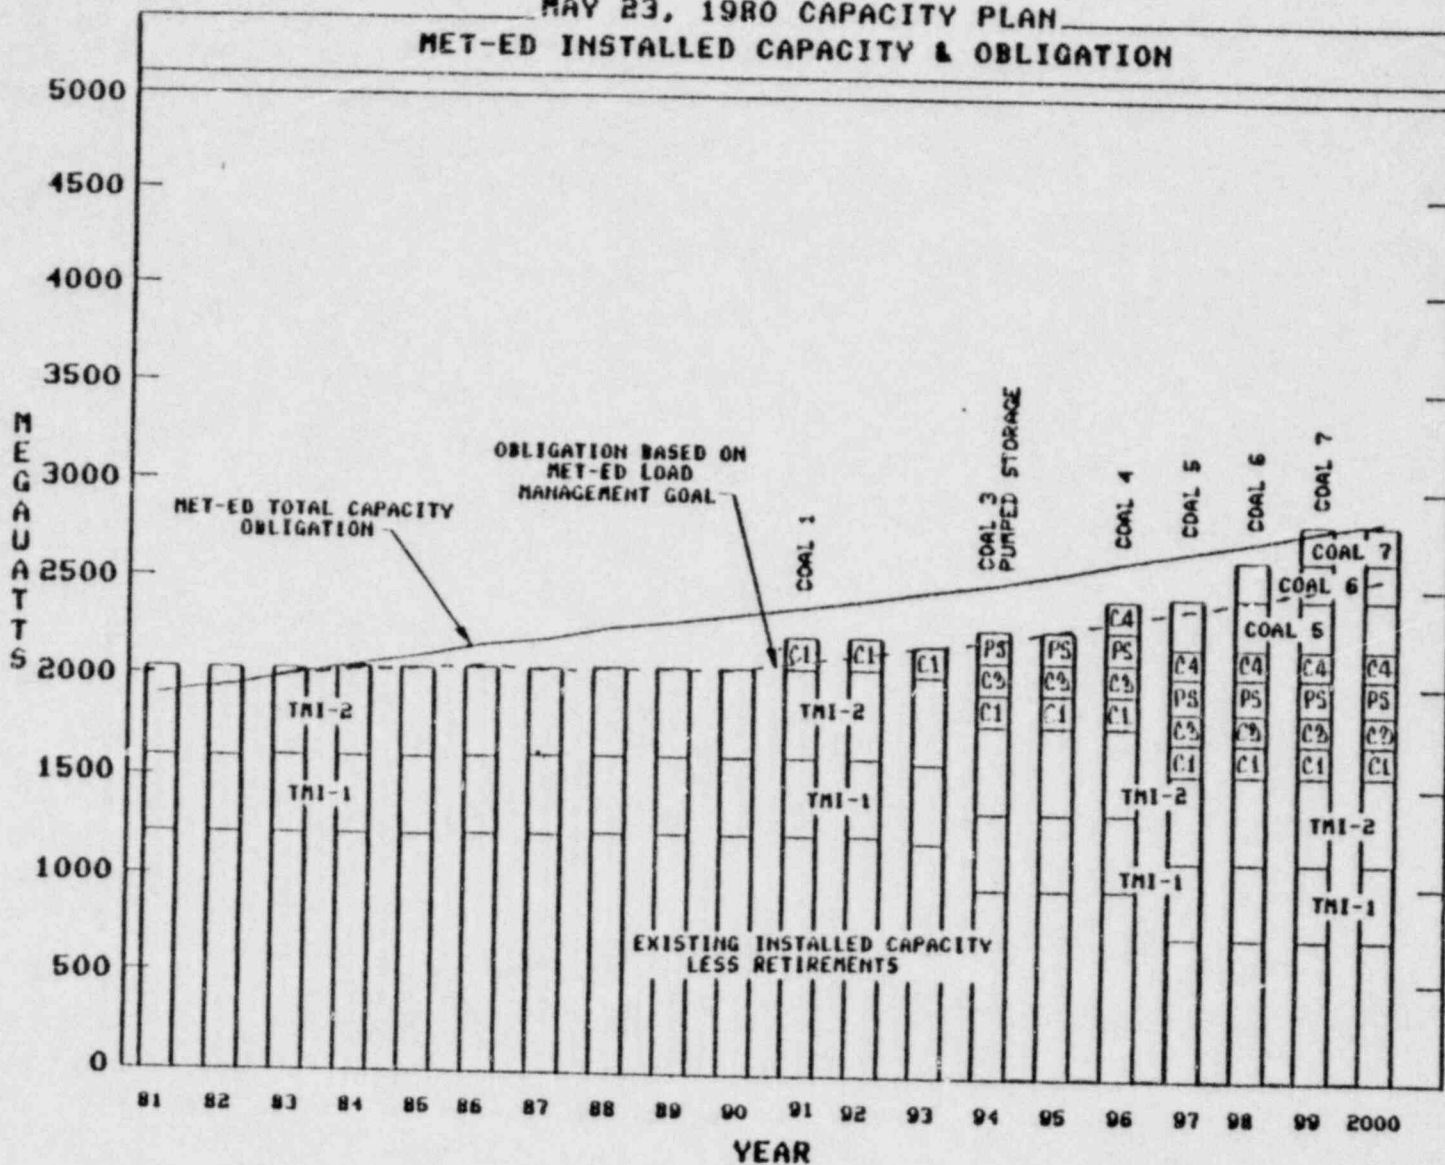 MAY 23, 1980 CAPACITY PLAN
MET-ED INSTALLED CAPACITY & OBLIGATION
5000
4500
4000
3500
3000
2500
2000
1500
1000
500
0
MEGAWATTS
MET-ED TOTAL CAPACITY
OBLIGATION
OBLIGATION BASED ON
MET-ED LOAD
MANAGEMENT GOAL
COAL 1
COAL 3
PUMPED STORAGE
COAL 4
COAL 5
COAL 6
COAL 7
COAL 7
COAL 6
COAL 5
C1 C1 C1
PS C3 C1
PS C3 C1
C4 PS C3 C1
C4 PS C3 C1
C4 PS C3 C1
C4 PS C3 C1
C4 PS C3 C1
TMI-2
TMI-1
TMI-2
TMI-1
TMI-2
TMI-1
TMI-2
TMI-1
EXISTING INSTALLED CAPACITY
LESS RETIREMENTS
81 82 83 84 85 86 87 88 89 90 91 92 93 94 95 96 97 98 99 2000
YEAR